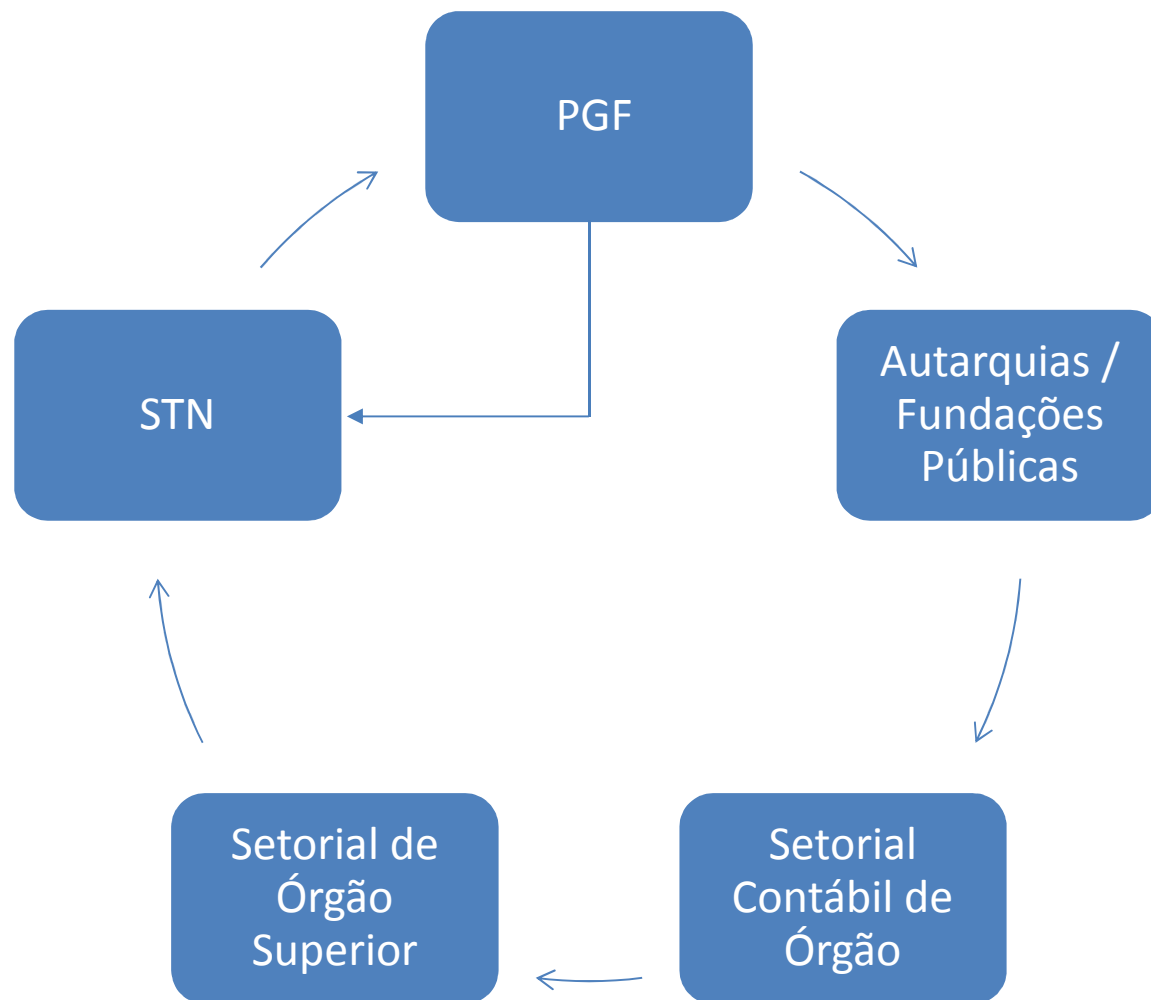 PGF
Autarquias /
Fundações
Públicas
STN
Setorial de
Órgão
Superior
Setorial
Contábil de
Órgão